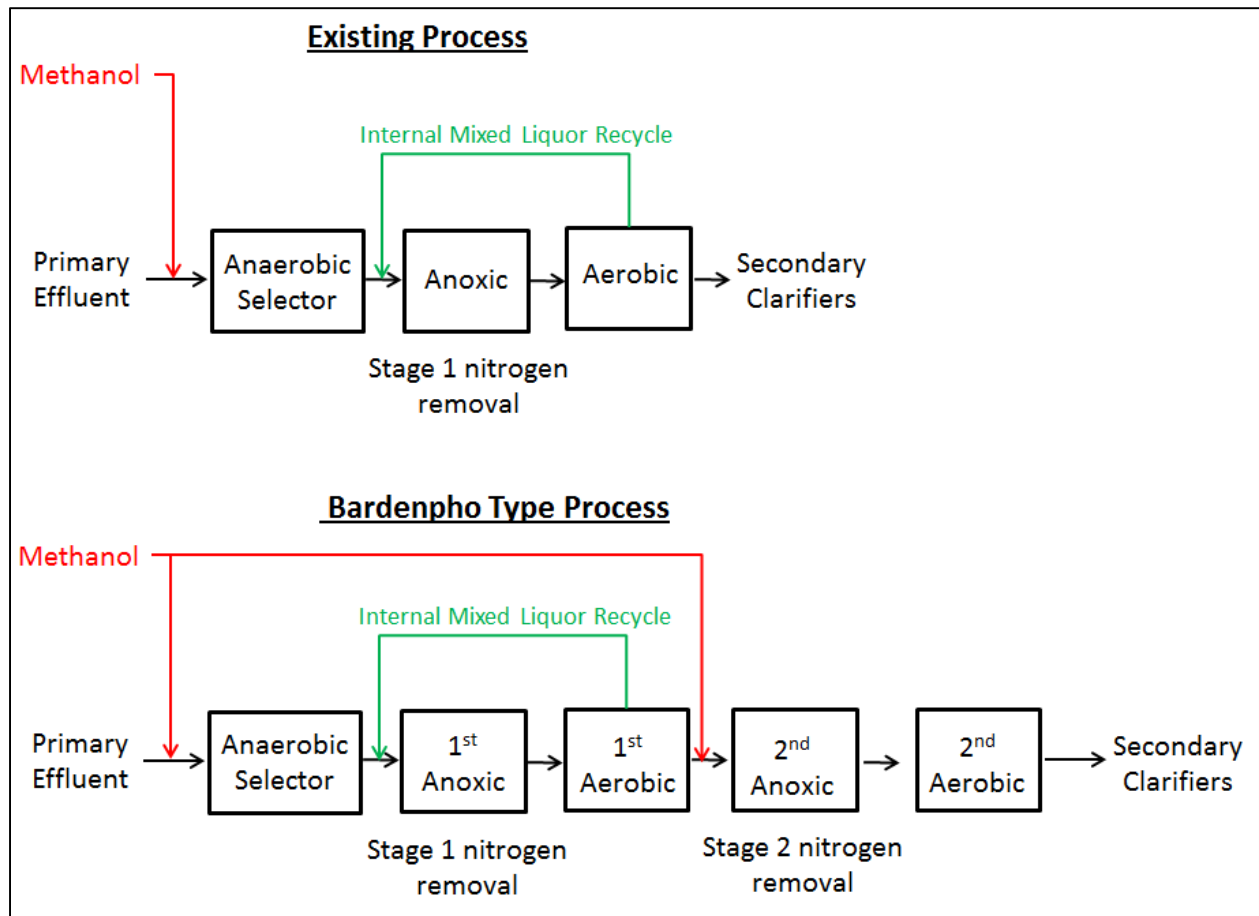 Existing Process
Methanol
Internal Mixed Liquor Recycle
Primary
Effluent
Anaerobic
Selector
Anoxic
Aerobic
Secondary
Clarifiers
Stage 1 nitrogen
removal
Bardenpho Type Process
Methanol
Internal Mixed Liquor Recycle
Primary
Effluent
Anaerobic
Selector
1st
Anoxic
1st
Aerobic
2nd
Anoxic
2nd
Aerobic
Secondary
Clarifiers
Stage 1 nitrogen
removal
Stage 2 nitrogen
removal